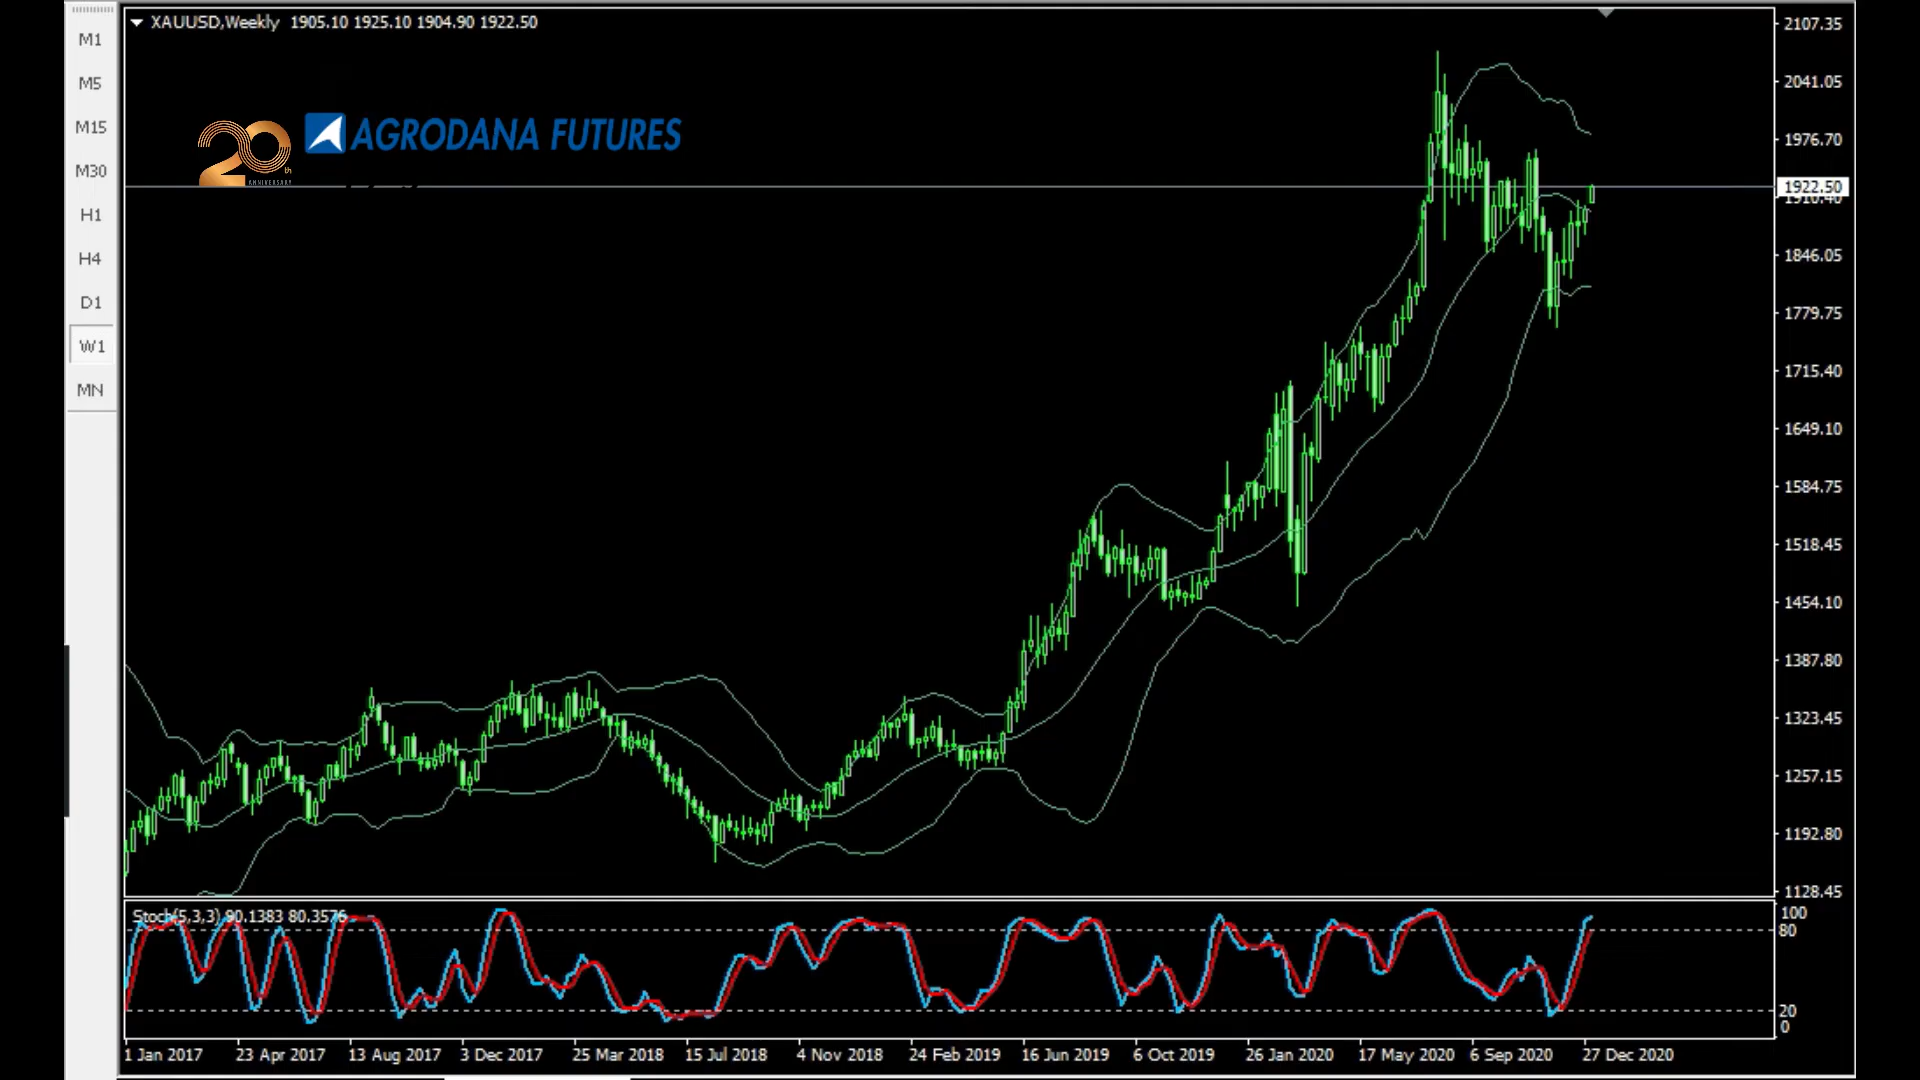 XAUUSD,Weekly 1905.10 1925.10 1904.90 1922.50
M1
M5
M15
M30
H1
H4
D1
W1
MN
20th
ANNIVERSARY
AGRODANA FUTURES
2107.35
2041.05
1976.70
1922.50
1910.40
1846.05
1779.75
1715.40
1649.10
1584.75
1518.45
1454.10
1387.80
1323.45
1257.15
1192.80
1128.45
Stoch(5,3,3) 90.1383 80.3576
100
80
20
0
1 Jan 2017
23 Apr 2017
13 Aug 2017
3 Dec 2017
25 Mar 2018
15 Jul 2018
4 Nov 2018
24 Feb 2019
16 Jun 2019
6 Oct 2019
26 Jan 2020
17 May 2020
6 Sep 2020
27 Dec 2020